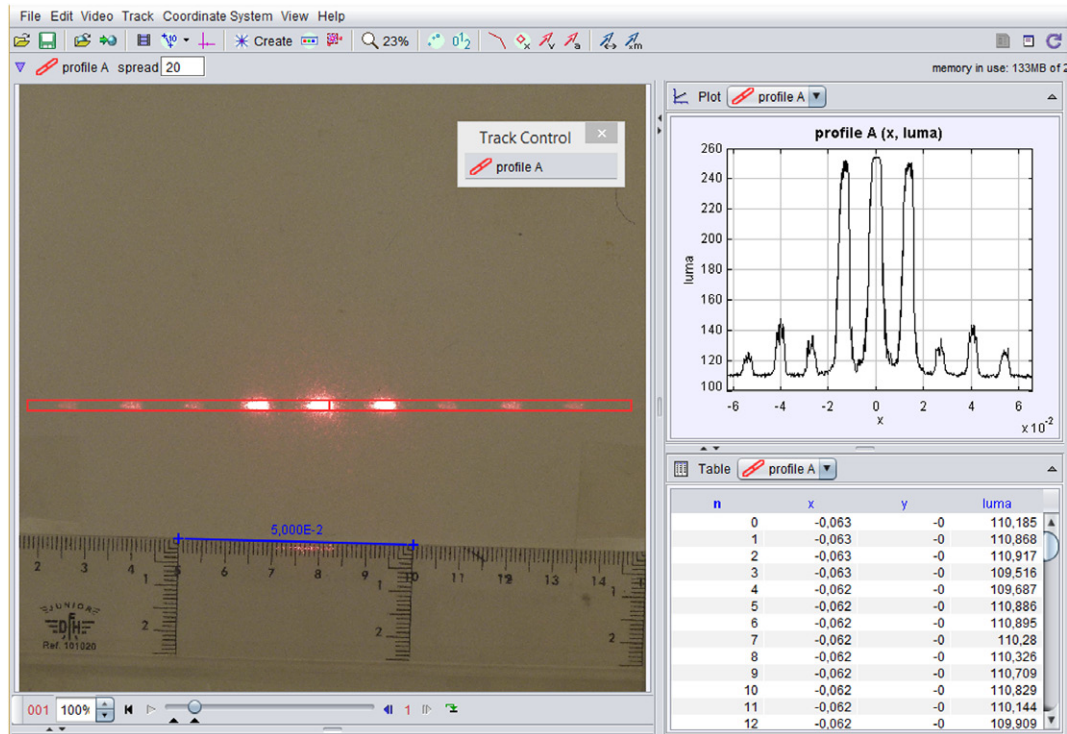 File Edit Video Track Coordinate System View Help
Create 23%
profile A spread 20 memory in use: 133MB of 2
Track Control
profile A
5,000E-2
2 3 4 5 6 7 8 9 10 11 12 13 14
1 1 1
2 2 2
JUNIOR
DFH
Ref. 101020
001 100% 1
Plot profile A
profile A (x, luma)
luma
260
240
220
200
180
160
140
120
100
-6 -4 -2 0 2 4 6
x
x10-2
Table profile A
n x y luma
0 -0,063 -0 110,185
1 -0,063 -0 110,868
2 -0,063 -0 110,917
3 -0,063 -0 109,516
4 -0,062 -0 109,687
5 -0,062 -0 110,886
6 -0,062 -0 110,895
7 -0,062 -0 110,28
8 -0,062 -0 110,326
9 -0,062 -0 110,709
10 -0,062 -0 110,829
11 -0,062 -0 110,144
12 -0,062 -0 109,909